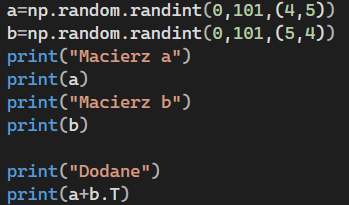 a=np.random.randint(0,101,(4,5))
b=np.random.randint(0,101,(5,4))
print("Macierz a")
print(a)
print("Macierz b")
print(b)
print("Dodane")
print(a+b.T)